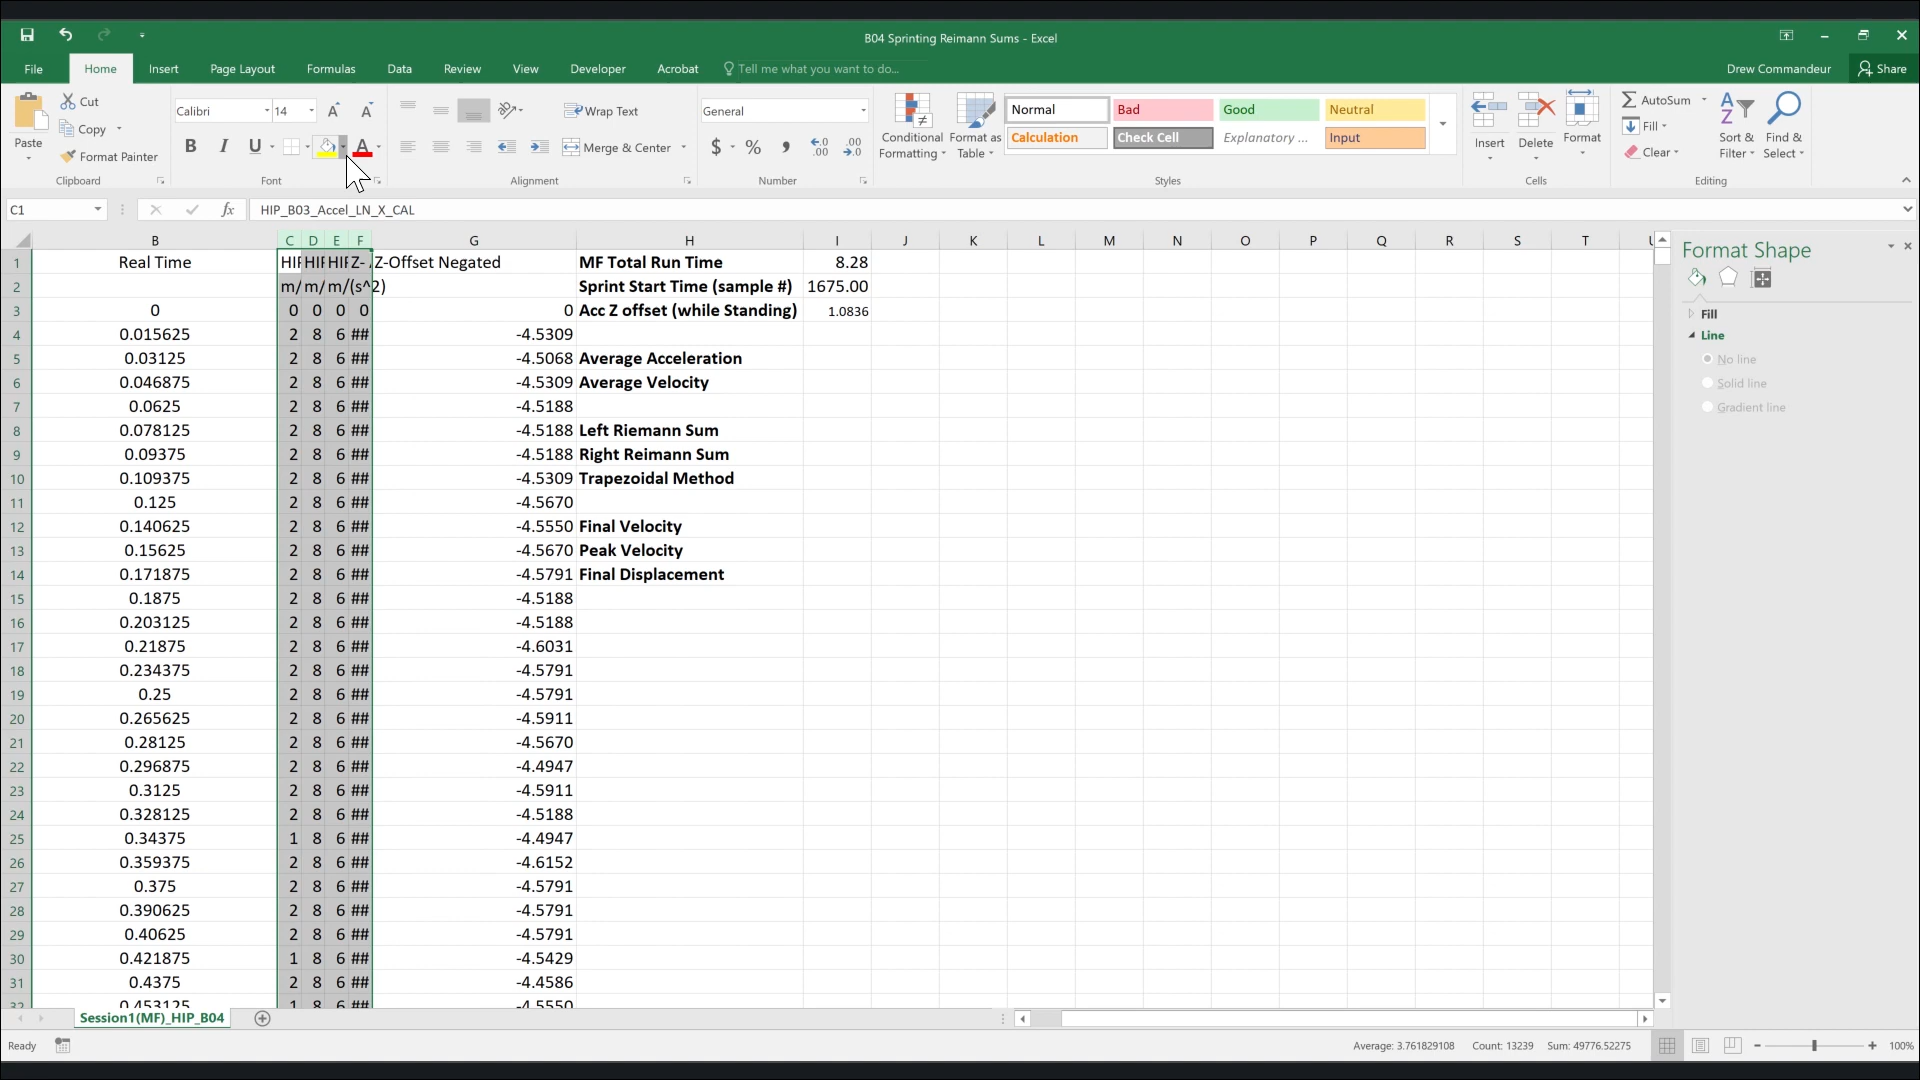 B04 Sprinting Reimann Sums - Excel
File Home Insert Page Layout Formulas Data Review View Developer Acrobat Tell me what you want to do... Drew Commandeur Share
Paste Cut Copy Format Painter Clipboard
Calibri 14 B I U A Font
Wrap Text Merge & Center Alignment
General $ % Number
Conditional Formatting Format as Table Normal Bad Good Neutral Calculation Check Cell Explanatory ... Input Styles
Insert Delete Format Cells
AutoSum Fill Clear Sort & Filter Find & Select Editing
C1 fx HIP_B03_Accel_LN_X_CAL
B C D E F G H I J K L M N O P Q R S T
1 Real Time HIF HIF HIF Z- Z-Offset Negated MF Total Run Time 8.28
2 m/ m/ m/(s^2) Sprint Start Time (sample #) 1675.00
3 0 0 0 0 0 0 Acc Z offset (while Standing) 1.0836
4 0.015625 2 8 6 ## -4.5309
5 0.03125 2 8 6 ## -4.5068 Average Acceleration
6 0.046875 2 8 6 ## -4.5309 Average Velocity
7 0.0625 2 8 6 ## -4.5188
8 0.078125 2 8 6 ## -4.5188 Left Riemann Sum
9 0.09375 2 8 6 ## -4.5188 Right Reimann Sum
10 0.109375 2 8 6 ## -4.5309 Trapezoidal Method
11 0.125 2 8 6 ## -4.5670
12 0.140625 2 8 6 ## -4.5550 Final Velocity
13 0.15625 2 8 6 ## -4.5670 Peak Velocity
14 0.171875 2 8 6 ## -4.5791 Final Displacement
15 0.1875 2 8 6 ## -4.5188
16 0.203125 2 8 6 ## -4.5188
17 0.21875 2 8 6 ## -4.6031
18 0.234375 2 8 6 ## -4.5791
19 0.25 2 8 6 ## -4.5791
20 0.265625 2 8 6 ## -4.5911
21 0.28125 2 8 6 ## -4.5670
22 0.296875 2 8 6 ## -4.4947
23 0.3125 2 8 6 ## -4.5911
24 0.328125 2 8 6 ## -4.5188
25 0.34375 1 8 6 ## -4.4947
26 0.359375 2 8 6 ## -4.6152
27 0.375 2 8 6 ## -4.5791
28 0.390625 2 8 6 ## -4.5791
29 0.40625 2 8 6 ## -4.5791
30 0.421875 1 8 6 ## -4.5429
31 0.4375 2 8 6 ## -4.4586
32 0.453125 1 8 6 ## -4.5550
Format Shape
Fill
Line
No line
Solid line
Gradient line
Session1(MF)_HIP_B04
Ready Average: 3.761829108 Count: 13239 Sum: 49776.52275 100%